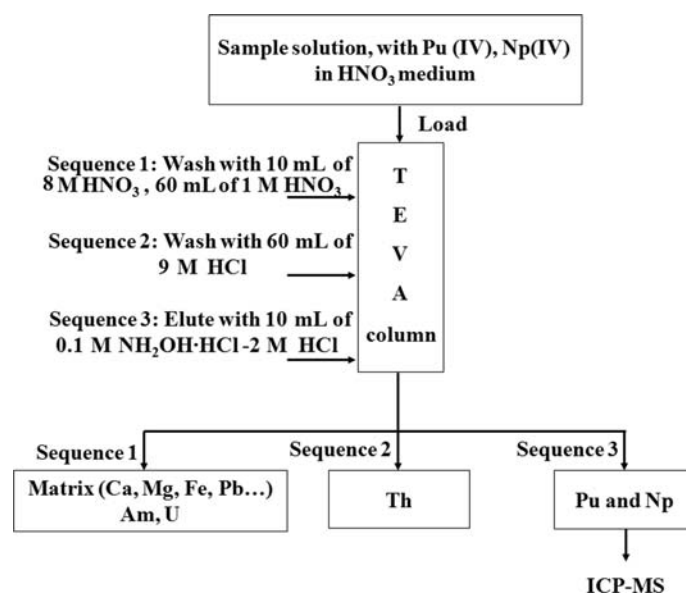 Sample solution, with Pu (IV), Np(IV)
in HNO₃ medium
Load
Sequence 1: Wash with 10 mL of
8 M HNO₃ , 60 mL of 1 M HNO₃
Sequence 2: Wash with 60 mL of
9 M HCl
Sequence 3: Elute with 10 mL of
0.1 M NH₂OH·HCl -2 M HCl
T
E
V
A
column
Sequence 1
Sequence 2
Sequence 3
Matrix (Ca, Mg, Fe, Pb...)
Am, U
Th
Pu and Np
ICP-MS